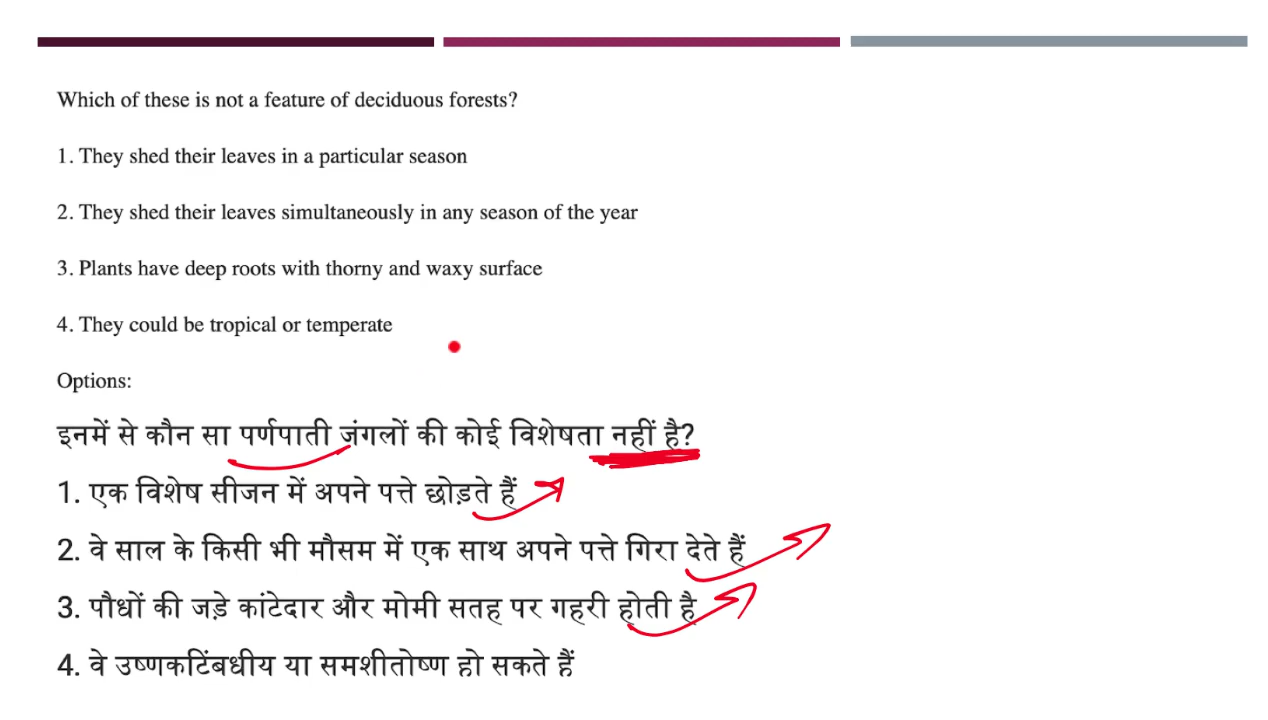 Which of these is not a feature of deciduous forests?
1. They shed their leaves in a particular season
2. They shed their leaves simultaneously in any season of the year
3. Plants have deep roots with thorny and waxy surface
4. They could be tropical or temperate
Options:
इनमें से कौन सा पर्णपाती जंगलों की कोई विशेषता नहीं है?
1. एक विशेष सीजन में अपने पत्ते छोड़ते हैं
2. वे साल के किसी भी मौसम में एक साथ अपने पत्ते गिरा देते हैं
3. पौधों की जड़े कांटेदार और मोमी सतह पर गहरी होती है
4. वे उष्णकटिंबधीय या समशीतोष्ण हो सकते हैं